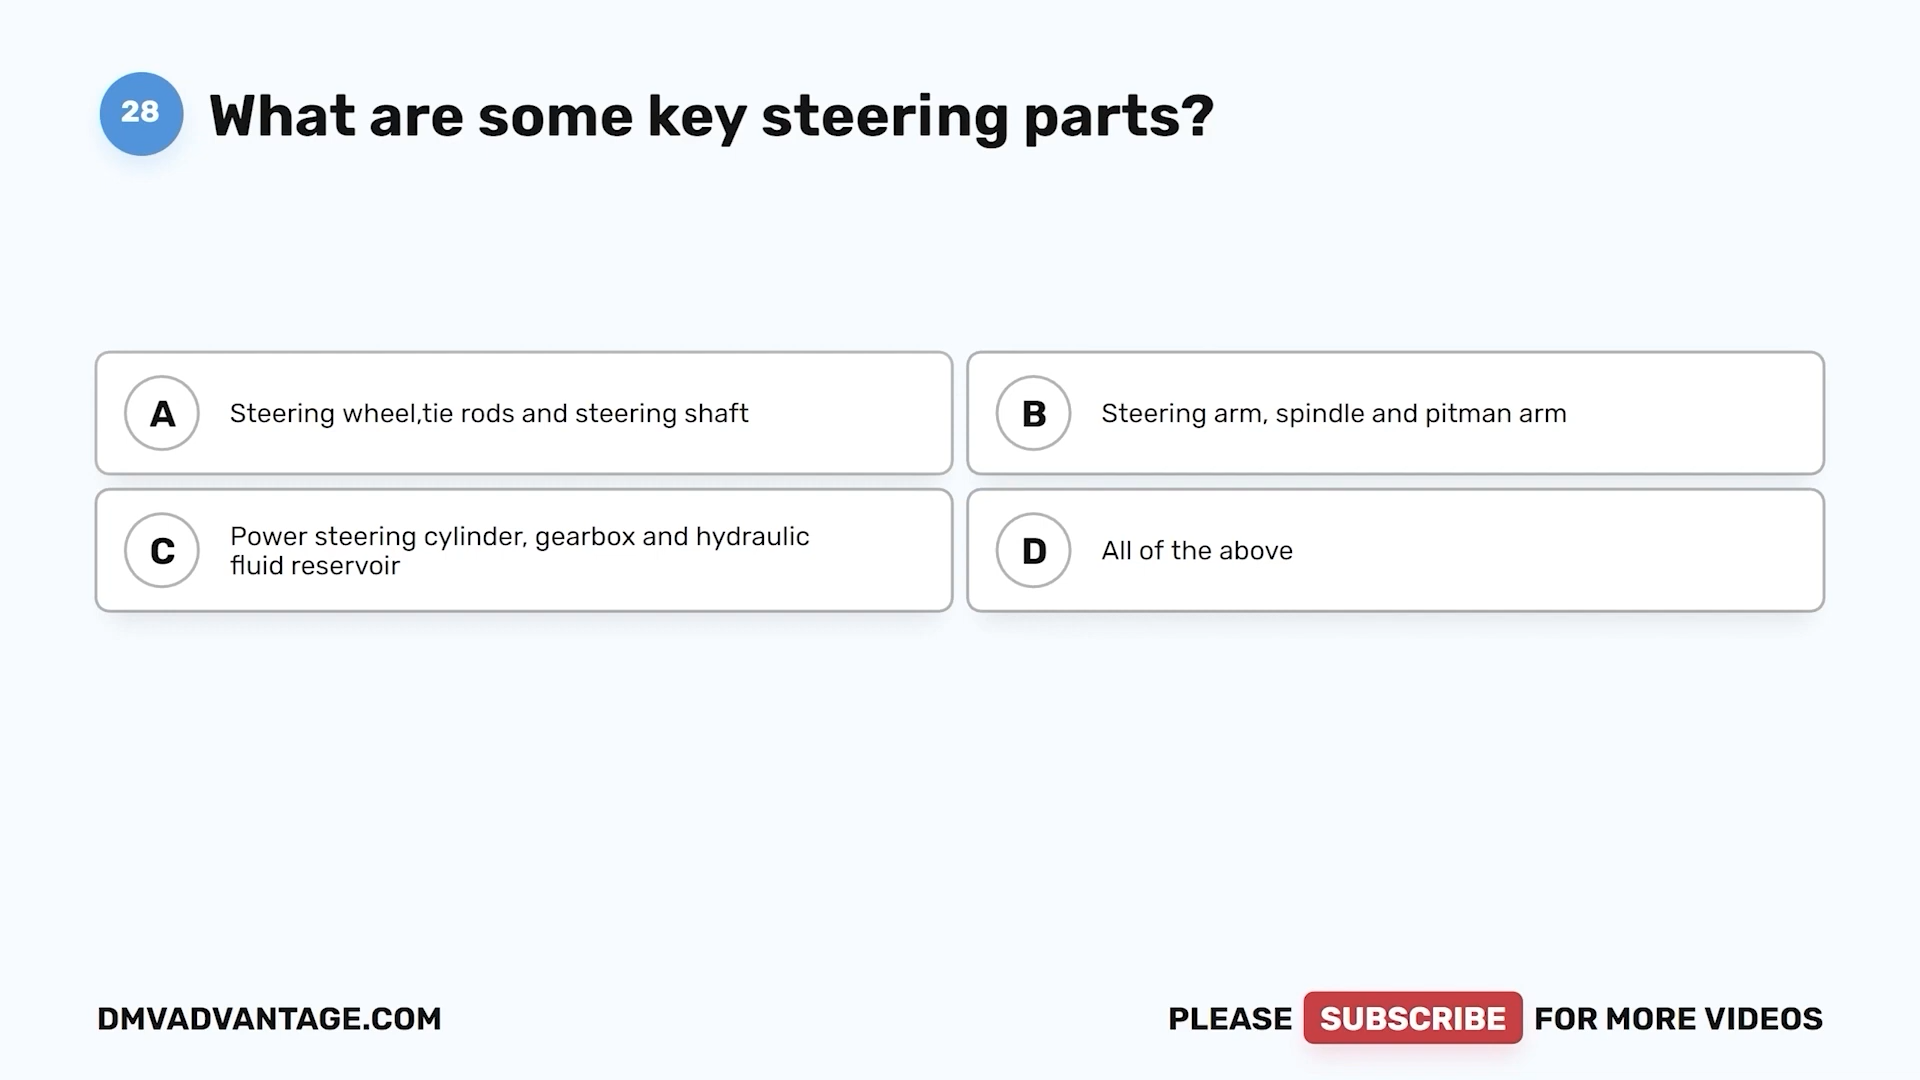 28
What are some key steering parts?
A
Steering wheel,tie rods and steering shaft
B
Steering arm, spindle and pitman arm
C
Power steering cylinder, gearbox and hydraulic
fluid reservoir
D
All of the above
DMVADVANTAGE.COM
PLEASE SUBSCRIBE FOR MORE VIDEOS